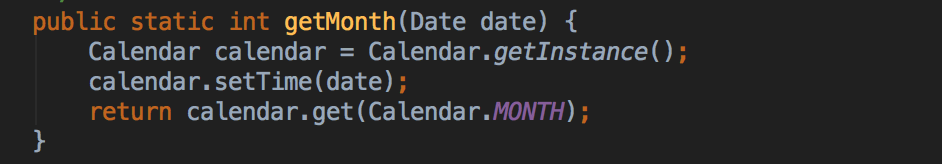 public static int getMonth(Date date) {
    Calendar calendar = Calendar.getInstance();
    calendar.setTime(date);
    return calendar.get(Calendar.MONTH);
}